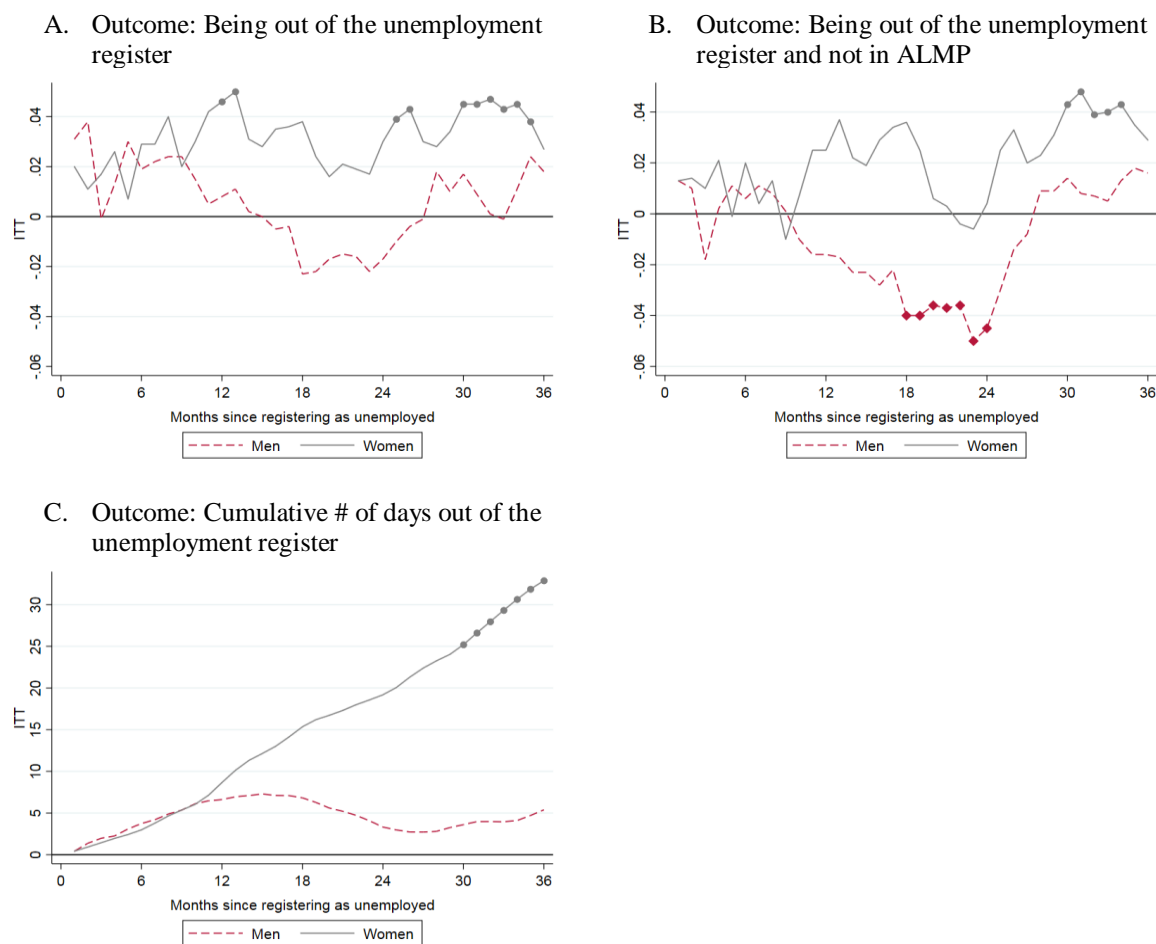 A. Outcome: Being out of the unemployment
register
ITT
.04
.02
0
-.02
-.04
-.06
0 6 12 18 24 30 36
Months since registering as unemployed
Men Women
B. Outcome: Being out of the unemployment
register and not in ALMP
ITT
.04
.02
0
-.02
-.04
-.06
0 6 12 18 24 30 36
Months since registering as unemployed
Men Women
C. Outcome: Cumulative # of days out of the
unemployment register
ITT
30
25
20
15
10
5
0
0 6 12 18 24 30 36
Months since registering as unemployed
Men Women